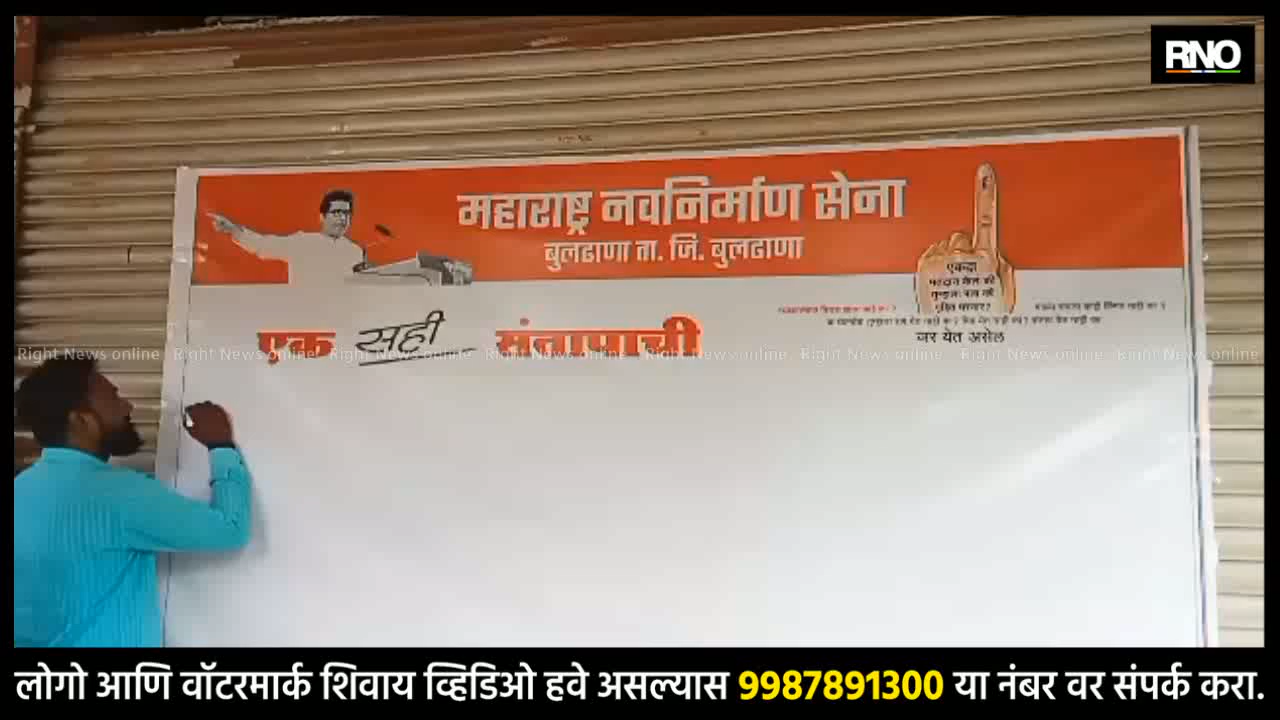 RNO
महाराष्ट्र नवनिर्माण सेना
बुलढाणा ता. जि. बुलढाणा
एकदा
मतदान केल की
तुम्हाला
एक सही संतापाची
जर येत असेल
Right News online Right News online Right News online Right News online Right News online Right News online Right News online Right News online
लोगो आणि वॉटरमार्क शिवाय व्हिडिओ हवे असल्यास 9987891300 या नंबर वर संपर्क करा.